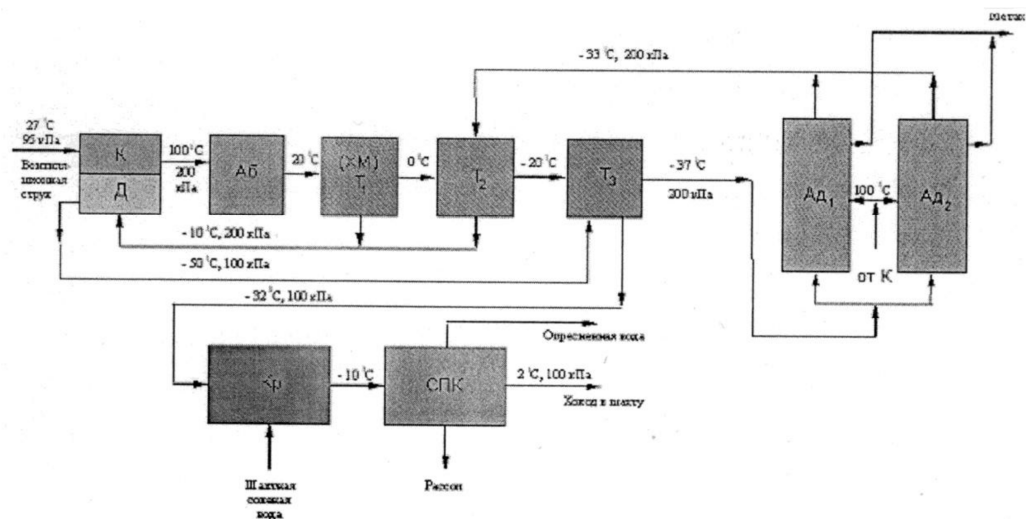 Метан
- 33 °С, 200 кПа
27 °С
95 кПа
Вентиля-
ционная
струя
К
Д
100 °С
200
кПа
Аб
20 °С
(ХМ)
Т1
0 °С
Т2
- 20 °С
Т3
- 37 °С
200 кПа
Ад1
100 °С
Ад2
от К
- 10 °С, 200 кПа
- 50 °С, 100 кПа
- 32 °С, 100 кПа
Опресненная вода
Кр
- 10 °С
СПК
2 °С, 100 кПа
Холод в шахту
Шахтная
соленая
вода
Рассол